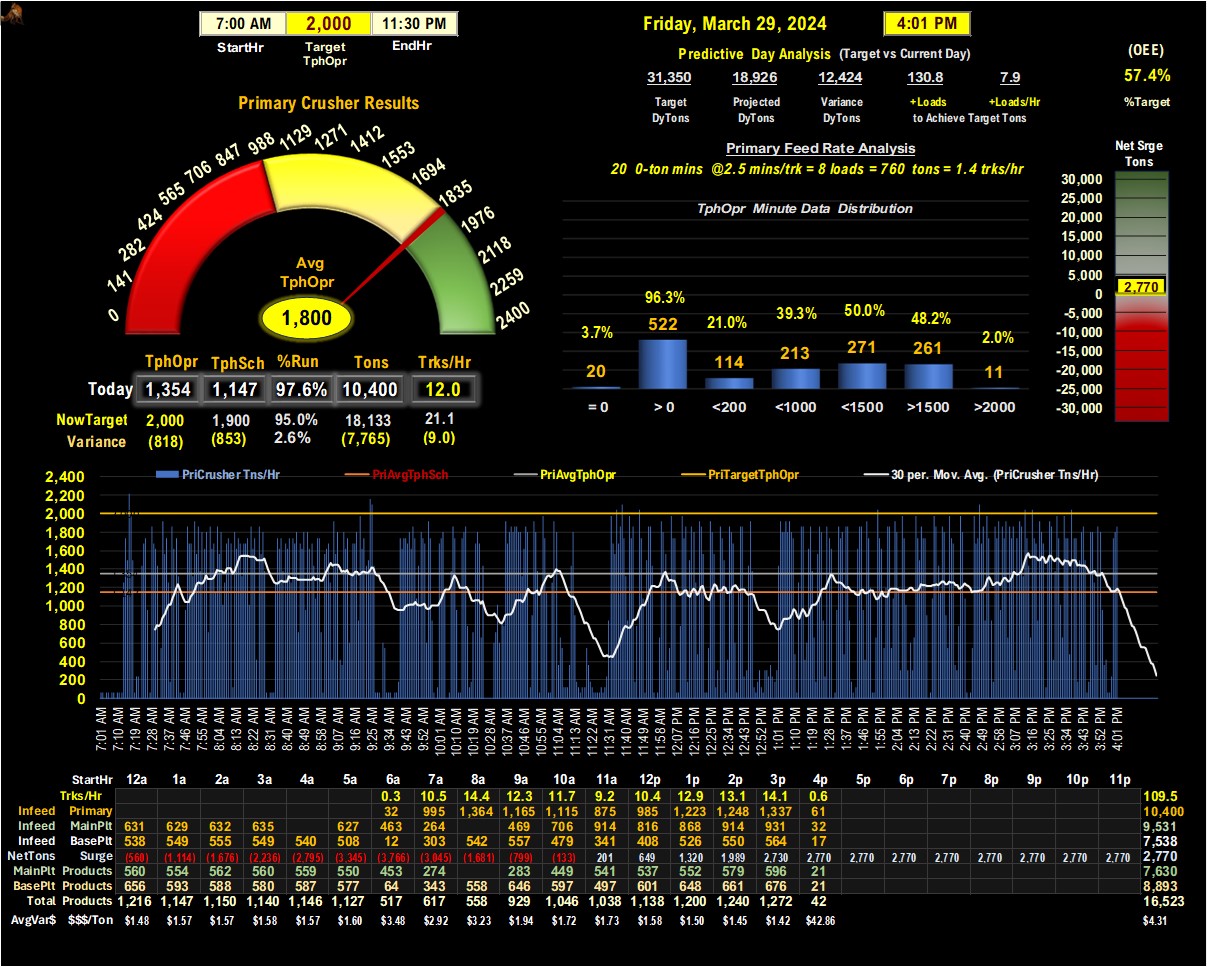 7:00 AM 2,000 11:30 PM
StartHr Target TphOpr EndHr
Friday, March 29, 2024 4:01 PM
Predictive Day Analysis (Target vs Current Day)
31,350 18,926 12,424 130.8 7.9
Target DyTons Projected DyTons Variance DyTons +Loads +Loads/Hr
to Achieve Target Tons
(OEE)
57.4%
%Target
Primary Crusher Results
0 141 282 424 565 706 847 988 1129 1271 1412 1553 1694 1835 1976 2118 2259 2400
Avg
TphOpr
1,800
TphOpr TphSch %Run Tons Trks/Hr
Today 1,354 1,147 97.6% 10,400 12.0
NowTarget 2,000 1,900 95.0% 18,133 21.1
Variance (818) (853) 2.6% (7,765) (9.0)
Primary Feed Rate Analysis
20 0-ton mins @2.5 mins/trk = 8 loads = 760 tons = 1.4 trks/hr
TphOpr Minute Data Distribution
3.7% 96.3% 21.0% 39.3% 50.0% 48.2% 2.0%
20 522 114 213 271 261 11
= 0 > 0 <200 <1000 <1500 >1500 >2000
Net Srge
Tons
30,000
25,000
20,000
15,000
10,000
5,000
2,770
0
-5,000
-10,000
-15,000
-20,000
-25,000
-30,000
PriCrusher Tns/Hr PriAvgTphSch PriAvgTphOpr PriTargetTphOpr 30 per. Mov. Avg. (PriCrusher Tns/Hr)
2,400
2,200
2,000
1,800
1,600
1,400
1,200
1,000
800
600
400
200
0
7:01 AM 7:10 AM 7:19 AM 7:28 AM 7:37 AM 7:46 AM 7:55 AM 8:04 AM 8:13 AM 8:22 AM 8:31 AM 8:40 AM 8:49 AM 8:58 AM 9:07 AM 9:16 AM 9:25 AM 9:34 AM 9:43 AM 9:52 AM 10:01 AM 10:10 AM 10:19 AM 10:28 AM 10:37 AM 10:46 AM 10:55 AM 11:04 AM 11:13 AM 11:22 AM 11:31 AM 11:40 AM 11:49 AM 11:58 AM 12:07 PM 12:16 PM 12:25 PM 12:34 PM 12:43 PM 12:52 PM 1:01 PM 1:10 PM 1:19 PM 1:28 PM 1:37 PM 1:46 PM 1:55 PM 2:04 PM 2:13 PM 2:22 PM 2:31 PM 2:40 PM 2:49 PM 2:58 PM 3:07 PM 3:16 PM 3:25 PM 3:34 PM 3:43 PM 3:52 PM 4:01 PM
StartHr 12a 1a 2a 3a 4a 5a 6a 7a 8a 9a 10a 11a 12p 1p 2p 3p 4p 5p 6p 7p 8p 9p 10p 11p
Trks/Hr 0.3 10.5 14.4 12.3 11.7 9.2 10.4 12.9 13.1 14.1 0.6 109.5
Infeed Primary 32 995 1,364 1,165 1,115 875 985 1,223 1,248 1,337 61 10,400
Infeed MainPlt 631 629 632 635 627 463 264 469 706 914 816 868 914 931 32 9,531
Infeed BasePlt 538 549 555 549 540 508 12 303 542 557 479 341 408 526 550 564 17 7,538
NetTons Surge (560) (1,114) (1,676) (2,236) (2,795) (3,345) (3,766) (3,045) (1,681) (799) (133) 201 649 1,320 1,989 2,730 2,770 2,770 2,770 2,770 2,770 2,770 2,770 2,770 2,770
MainPlt Products 560 554 562 560 559 550 453 274 283 449 541 537 552 579 596 21 7,630
BasePlt Products 656 593 588 580 587 577 64 343 558 646 597 497 601 648 661 676 21 8,893
Total Products 1,216 1,147 1,150 1,140 1,146 1,127 517 617 558 929 1,046 1,038 1,138 1,200 1,240 1,272 42 16,523
AvgVar$ $$$/Ton $1.48 $1.57 $1.57 $1.58 $1.57 $1.60 $3.48 $2.92 $3.23 $1.94 $1.72 $1.73 $1.58 $1.50 $1.45 $1.42 $42.86 $4.31